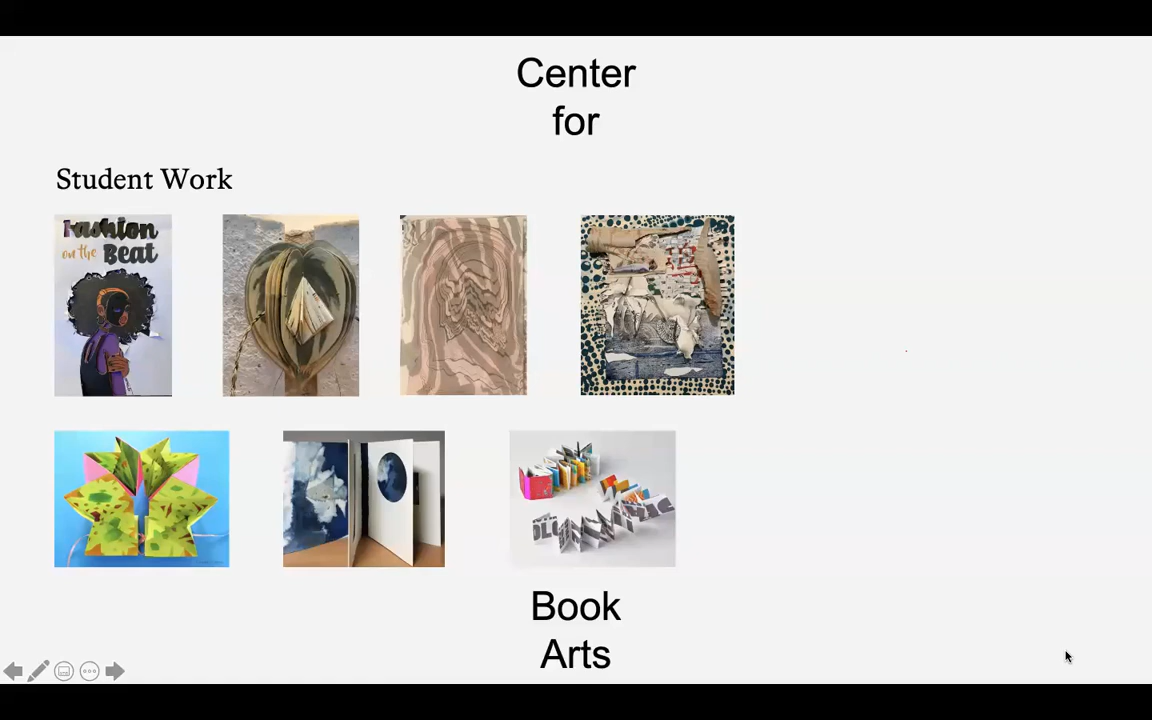 Center
for
Student Work
Fashion
on the Beat
Book
Arts